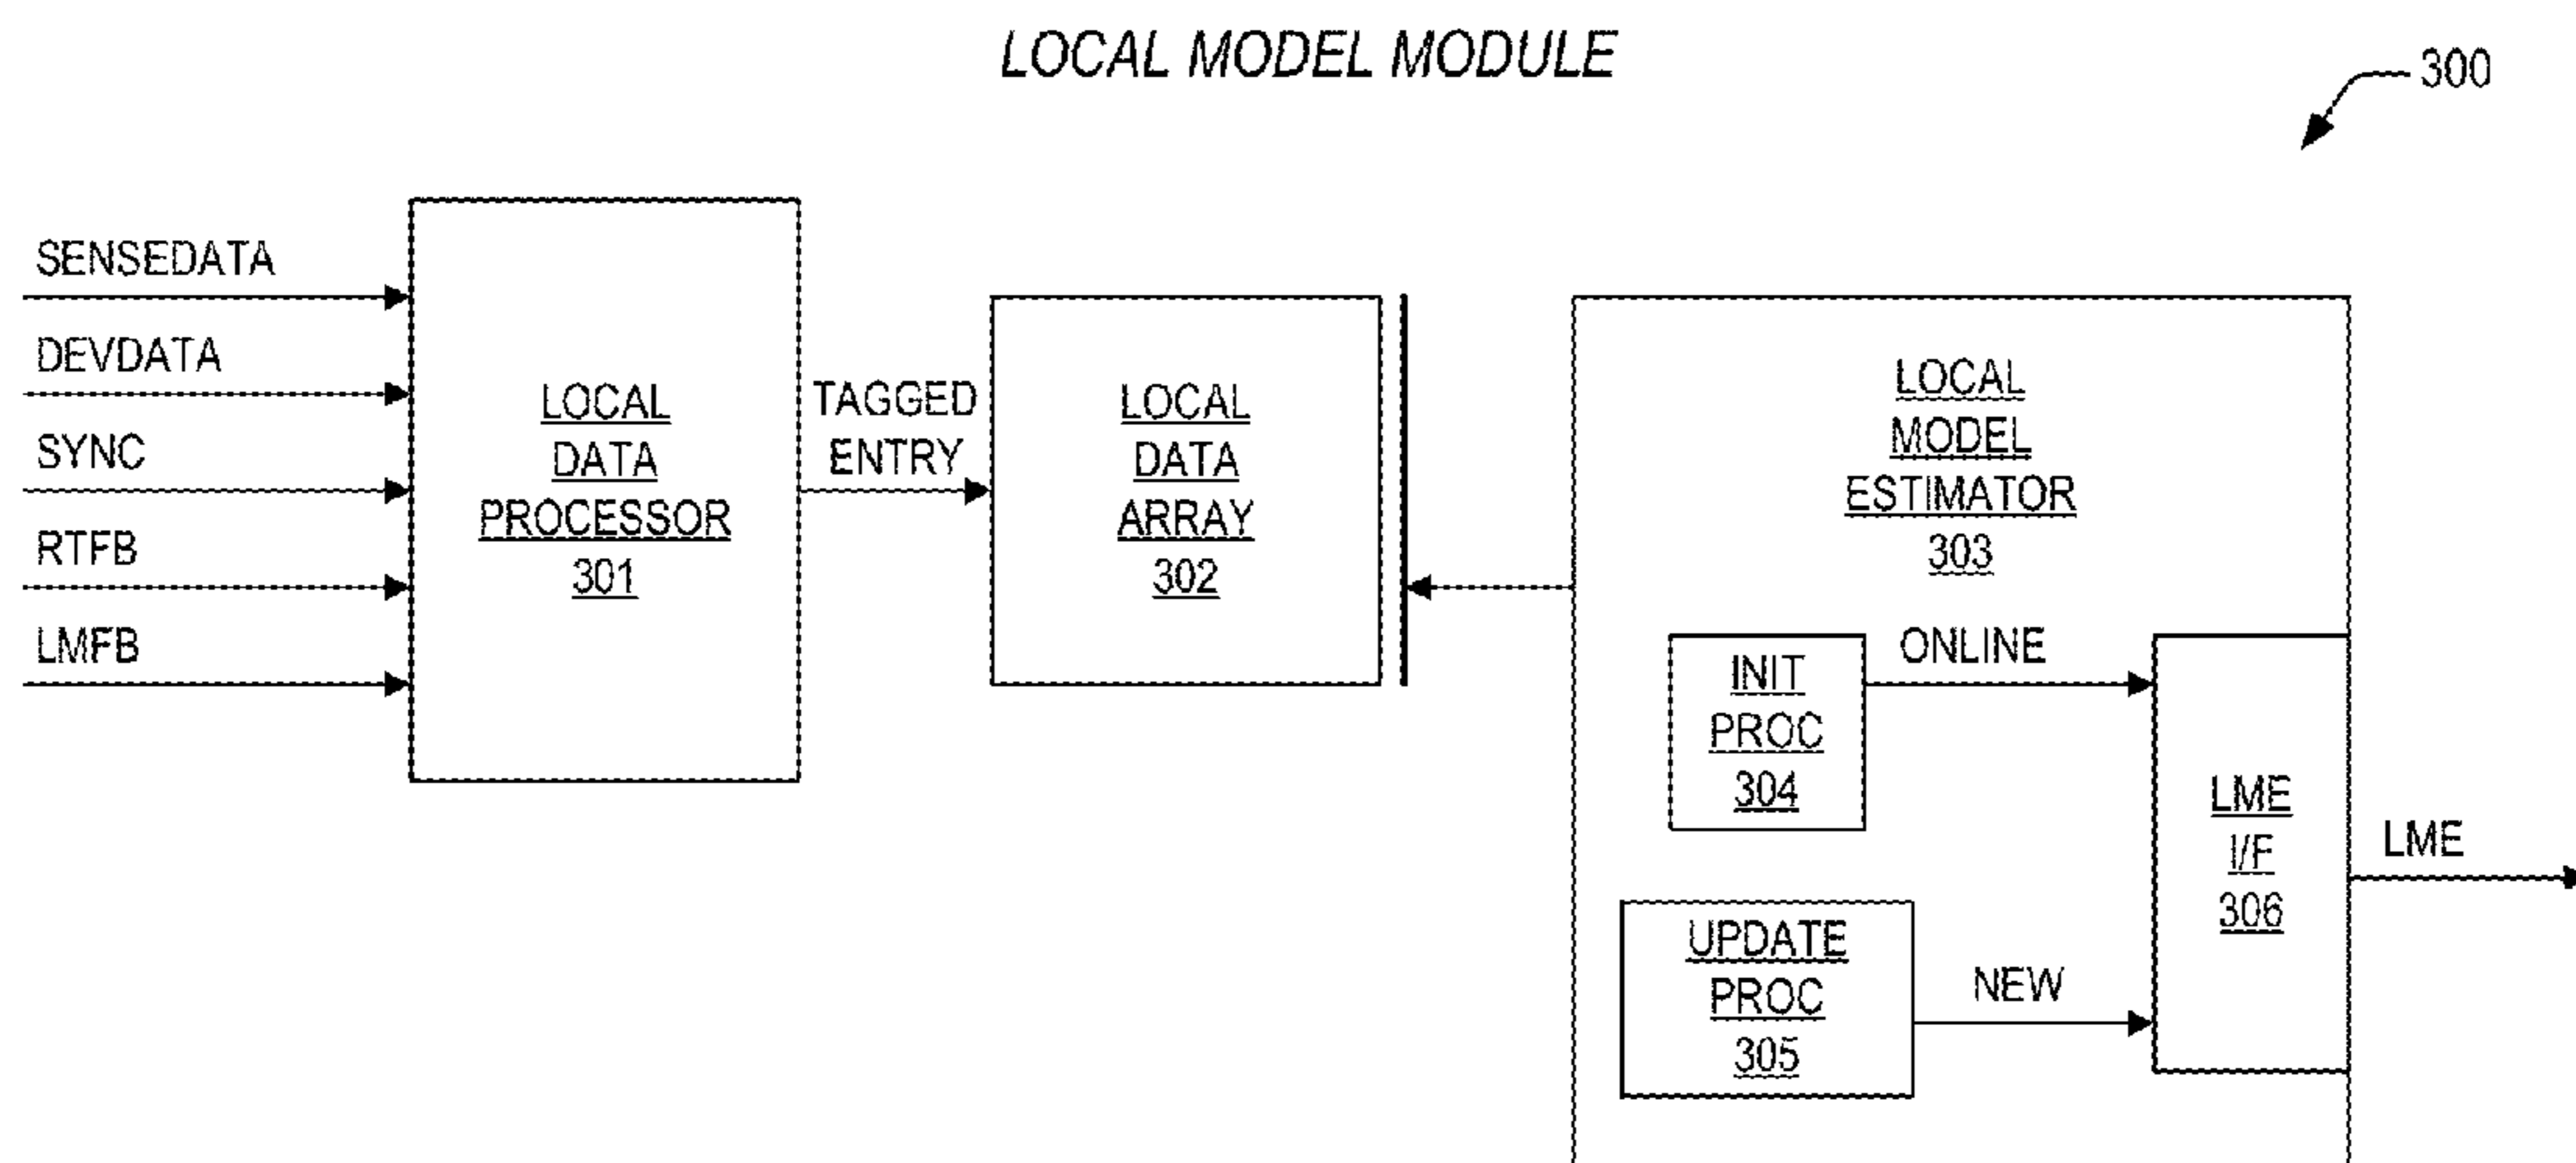 LOCAL MODEL MODULE
300
SENSEDATA
DEVDATA
SYNC
RTFB
LMFB
LOCAL
DATA
PROCESSOR
301
TAGGED
ENTRY
LOCAL
DATA
ARRAY
302
LOCAL
MODEL
ESTIMATOR
303
INIT
PROC
304
ONLINE
UPDATE
PROC
305
NEW
LME
I/F
306
LME